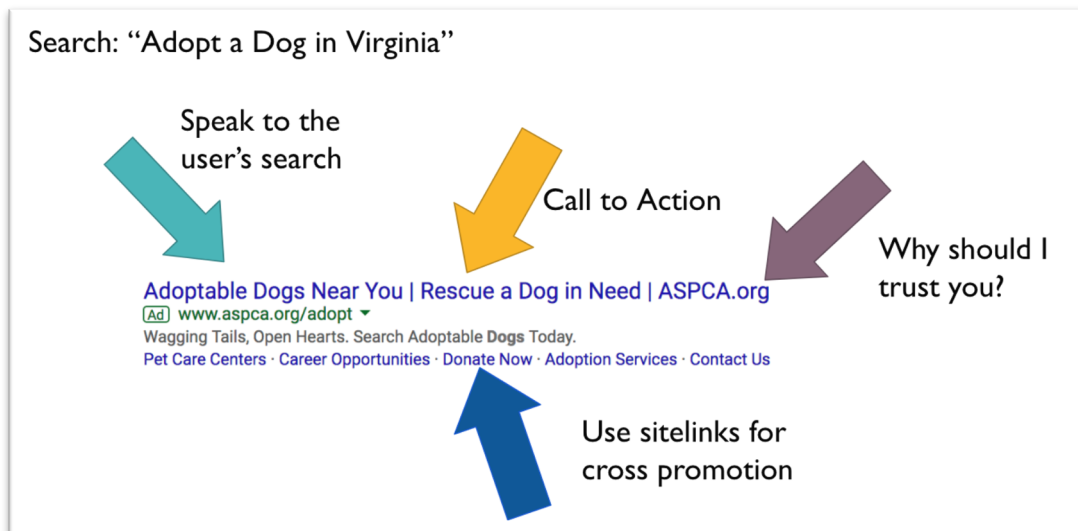 Search: “Adopt a Dog in Virginia”
Speak to the
user’s search
Call to Action
Why should I
trust you?
Adoptable Dogs Near You | Rescue a Dog in Need | ASPCA.org
Ad www.aspca.org/adopt
Wagging Tails, Open Hearts. Search Adoptable Dogs Today.
Pet Care Centers · Career Opportunities · Donate Now · Adoption Services · Contact Us
Use sitelinks for
cross promotion